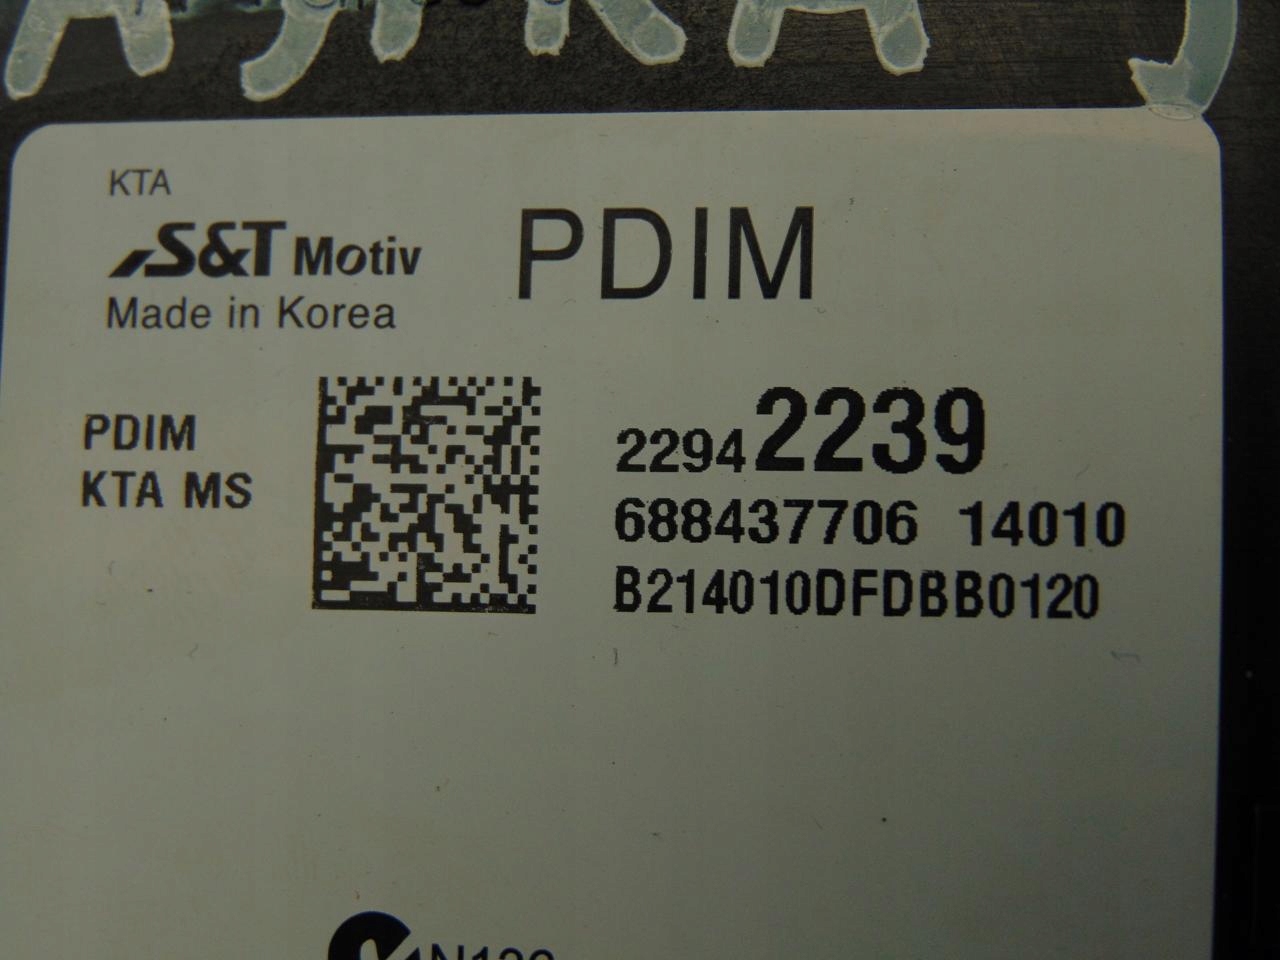 KTA
S&T Motiv
PDIM
Made in Korea
PDIM
KTA MS
22942239
688437706 14010
B214010DFDBB0120